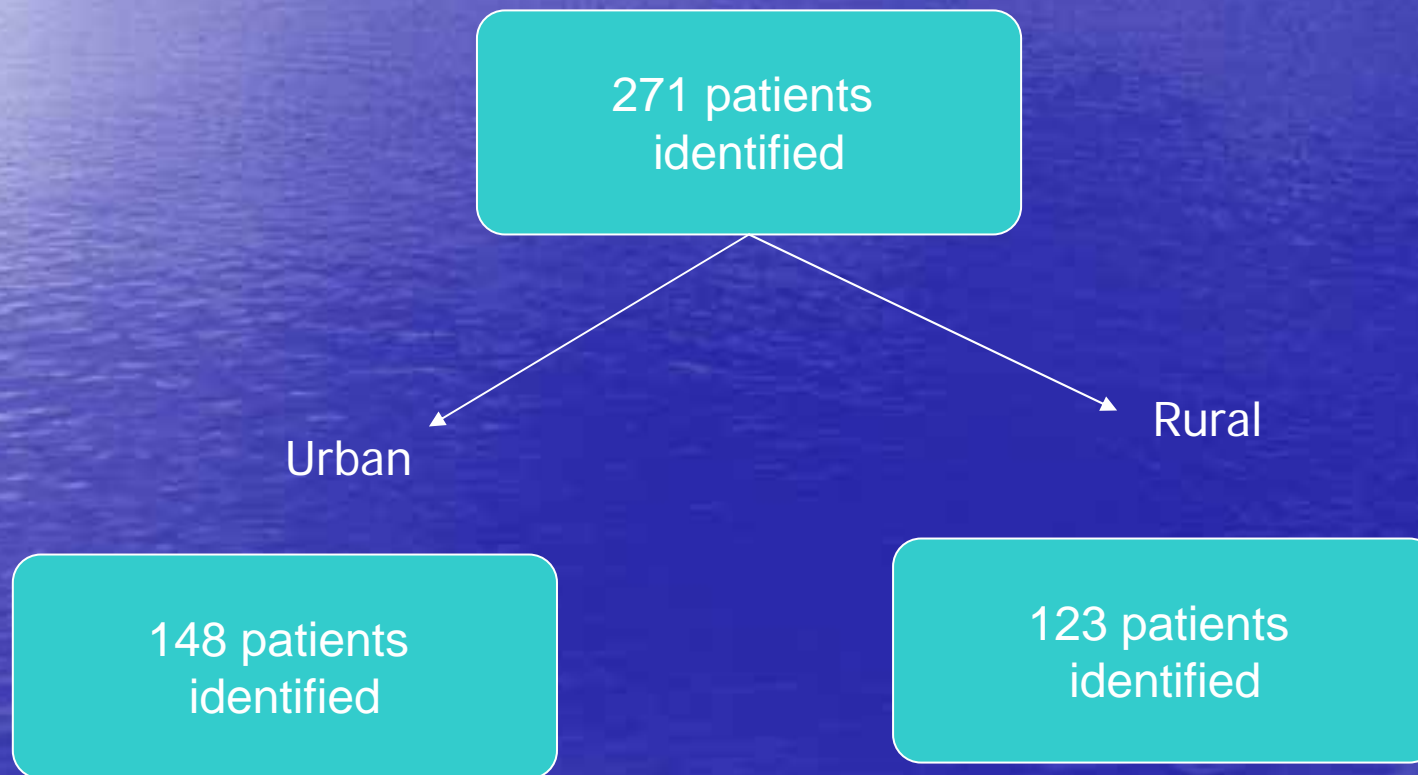 271 patients
identified
Urban
Rural
148 patients
identified
123 patients
identified